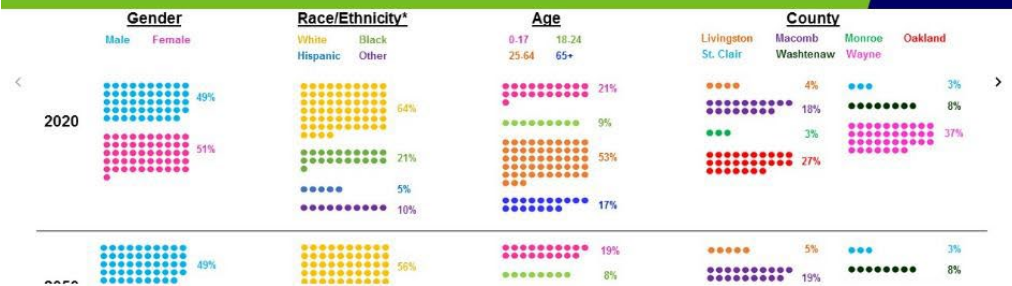 Gender Race/Ethnicity* Age County
Male Female White Black 0-17 18-24 Livingston Macomb Monroe Oakland
Hispanic Other 25-64 65+ St. Clair Washtenaw Wayne
2020
49% 64% 21% 4% 3%
18% 8%
51% 21% 9% 3% 37%
53% 27%
5%
10% 17%
49% 56% 19% 5% 3%
8% 19% 8%
2050